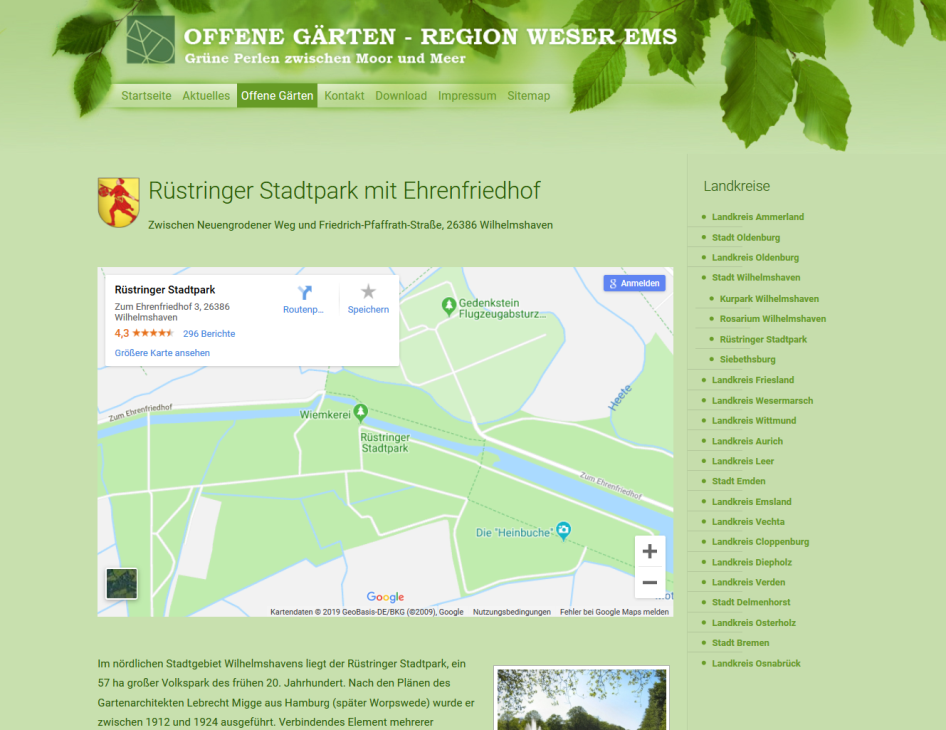 OFFENE GÄRTEN - REGION WESER EMS
Grüne Perlen zwischen Moor und Meer
Startseite Aktuelles Offene Gärten Kontakt Download Impressum Sitemap
Rüstringer Stadtpark mit Ehrenfriedhof
Zwischen Neuengrodener Weg und Friedrich-Pfaffrath-Straße, 26386 Wilhelmshaven
Rüstringer Stadtpark
Zum Ehrenfriedhof 3, 26386
Wilhelmshaven
4,3 296 Berichte
Größere Karte ansehen
Routenp...
Speichern
Anmelden
Gedenkstein
Flugzeugabsturz...
Heete
Zum Ehrenfriedhof
Wiemkerei
Rüstringer
Stadtpark
Zum Ehrenfriedhof
Die "Heinbuche"
Google
Kartendaten © 2019 GeoBasis-DE/BKG (©2009), Google Nutzungsbedingungen Fehler bei Google Maps melden
Im nördlichen Stadtgebiet Wilhelmshavens liegt der Rüstringer Stadtpark, ein
57 ha großer Volkspark des frühen 20. Jahrhundert. Nach den Plänen des
Gartenarchitekten Lebrecht Migge aus Hamburg (später Worpswede) wurde er
zwischen 1912 und 1924 ausgeführt. Verbindendes Element mehrerer
Landkreise
Landkreis Ammerland
Stadt Oldenburg
Landkreis Oldenburg
Stadt Wilhelmshaven
Kurpark Wilhelmshaven
Rosarium Wilhelmshaven
Rüstringer Stadtpark
Siebethsburg
Landkreis Friesland
Landkreis Wesermarsch
Landkreis Wittmund
Landkreis Aurich
Landkreis Leer
Stadt Emden
Landkreis Emsland
Landkreis Vechta
Landkreis Cloppenburg
Landkreis Diepholz
Landkreis Verden
Stadt Delmenhorst
Landkreis Osterholz
Stadt Bremen
Landkreis Osnabrück